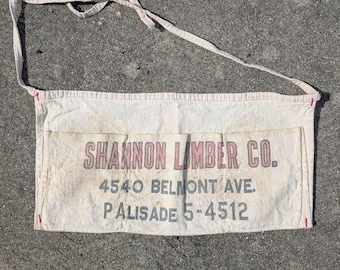 SHANNON LUMBER CO.
4540 BELMONT AVE.
PALISADE 5-4512